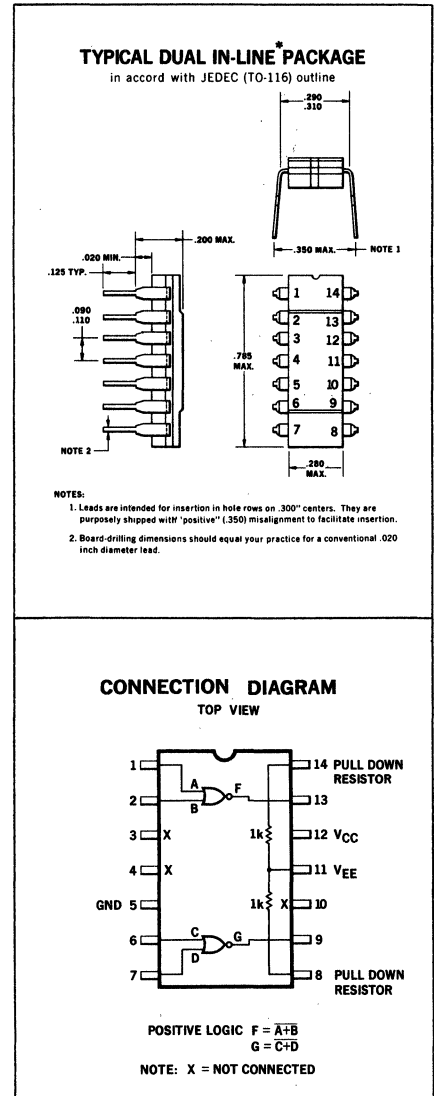 TYPICAL DUAL IN-LINE* PACKAGE
in accord with JEDEC (TO-116) outline
.290
.310
.350 MAX.
NOTE 1
.200 MAX.
.020 MIN.
.125 TYP.
.090
.110
NOTE 2
.785
MAX.
1 14
2 13
3 12
4 11
5 10
6 9
7 8
.280
MAX.
NOTES:
1. Leads are intended for insertion in hole rows on .300" centers. They are
purposely shipped with "positive" (.350) misalignment to facilitate insertion.
2. Board-drilling dimensions should equal your practice for a conventional .020
inch diameter lead.
CONNECTION DIAGRAM
TOP VIEW
1 A F 14 PULL DOWN
RESISTOR
2 B 13
3 X 1k 12 VCC
4 X 11 VEE
GND 5 1k X 10
6 C G 9
7 D 8 PULL DOWN
RESISTOR
POSITIVE LOGIC F = A̅+̅B̅
G = C̅+̅D̅
NOTE: X = NOT CONNECTED